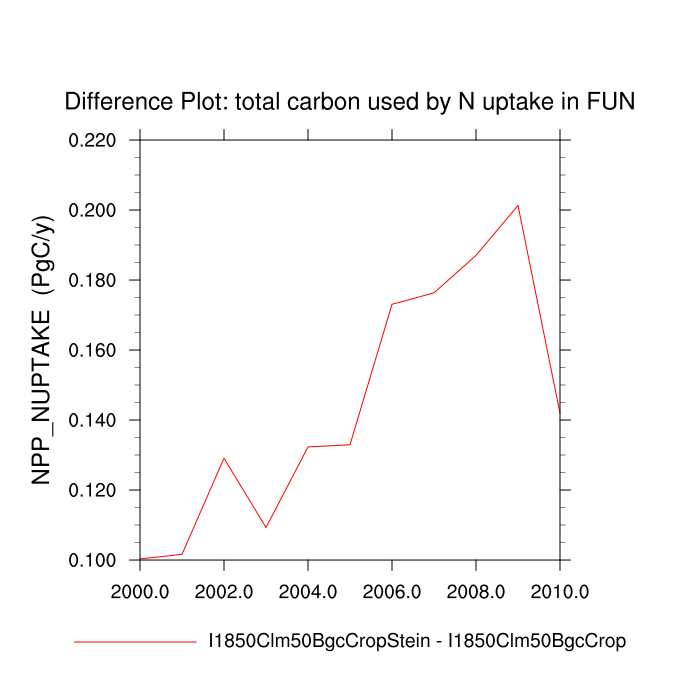 Difference Plot: total carbon used by N uptake in FUN
NPP_NUPTAKE (PgC/y)
0.220
0.200
0.180
0.160
0.140
0.120
0.100
2000.0 2002.0 2004.0 2006.0 2008.0 2010.0
I1850Clm50BgcCropStein - I1850Clm50BgcCrop